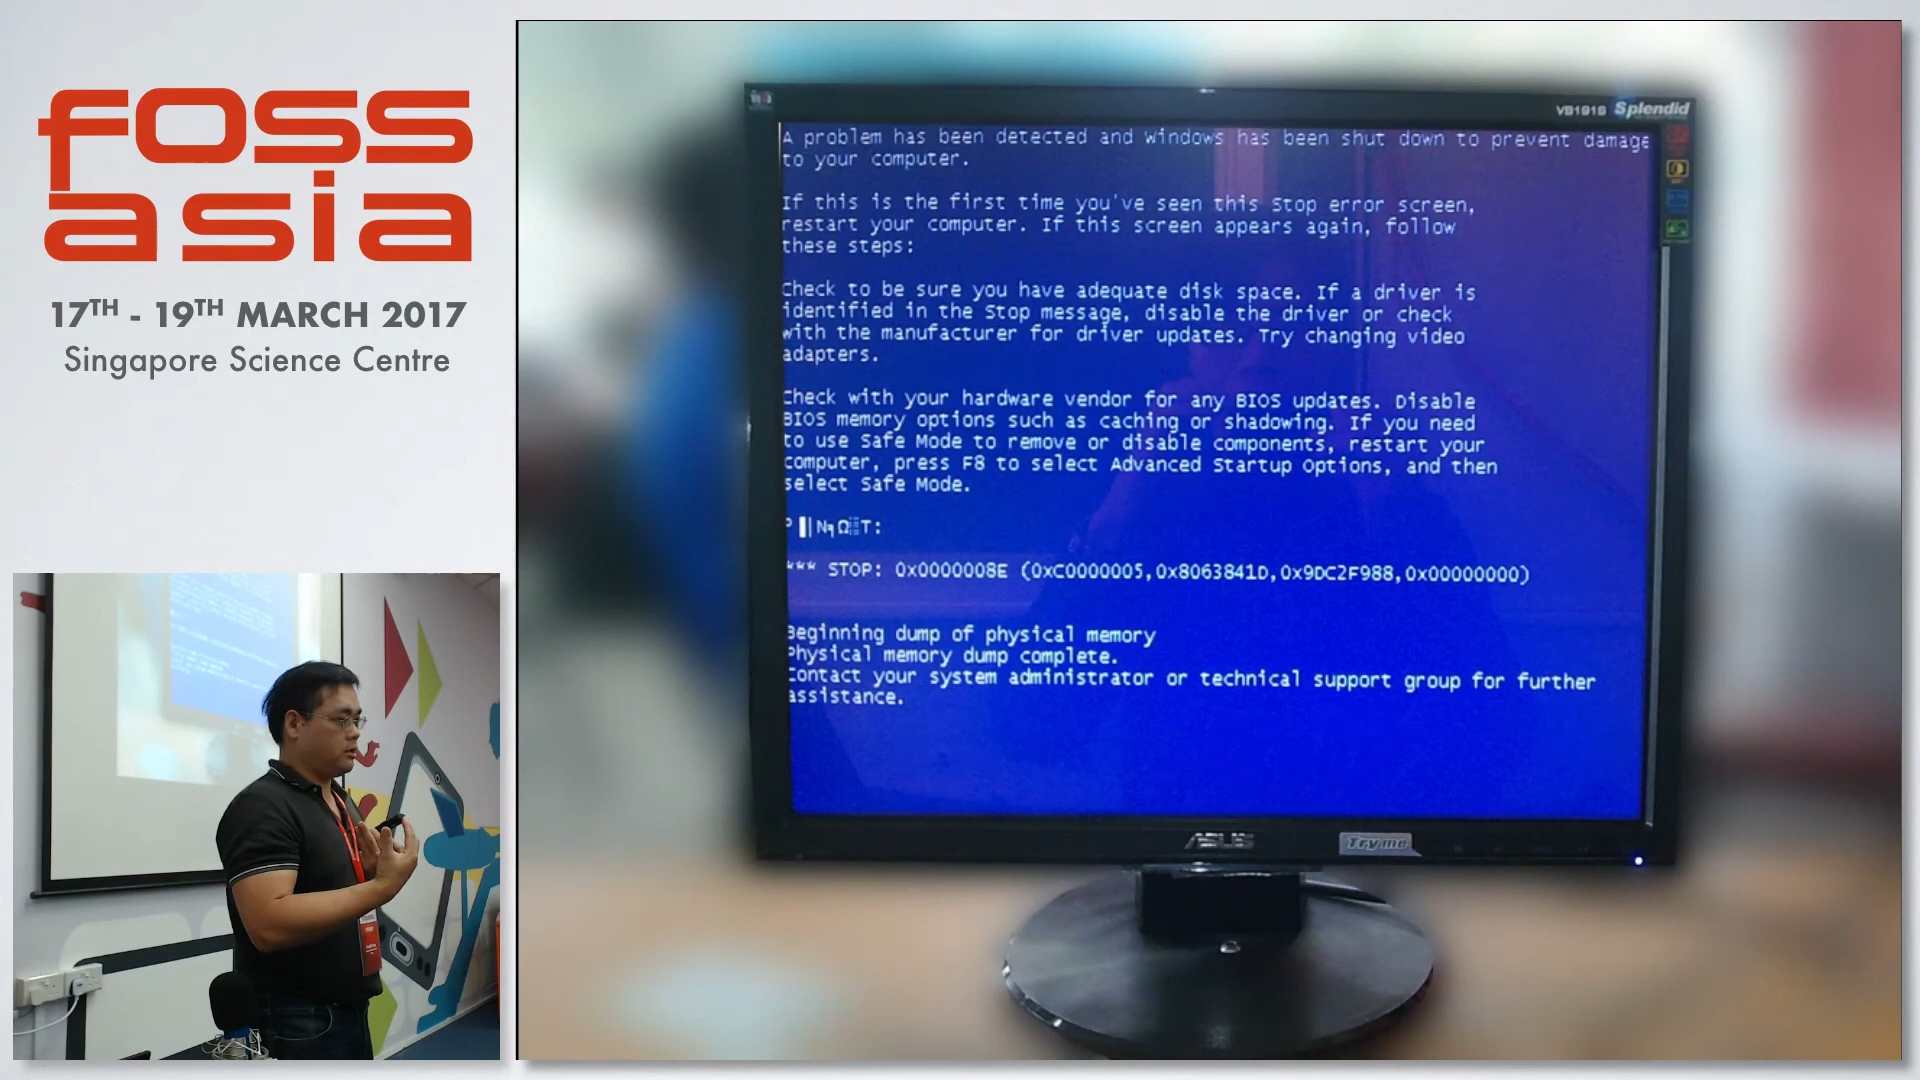 foss
asia
17TH - 19TH MARCH 2017
Singapore Science Centre
VB191S Splendid
A problem has been detected and Windows has been shut down to prevent damage
to your computer.
If this is the first time you've seen this Stop error screen,
restart your computer. If this screen appears again, follow
these steps:
Check to be sure you have adequate disk space. If a driver is
identified in the Stop message, disable the driver or check
with the manufacturer for driver updates. Try changing video
adapters.
Check with your hardware vendor for any BIOS updates. Disable
BIOS memory options such as caching or shadowing. If you need
to use Safe Mode to remove or disable components, restart your
computer, press F8 to select Advanced Startup Options, and then
select Safe Mode.
*** STOP: 0x0000008E (0xC0000005,0x8063841D,0x9DC2F988,0x00000000)
Beginning dump of physical memory
Physical memory dump complete.
Contact your system administrator or technical support group for further
assistance.
ASUS
Try me